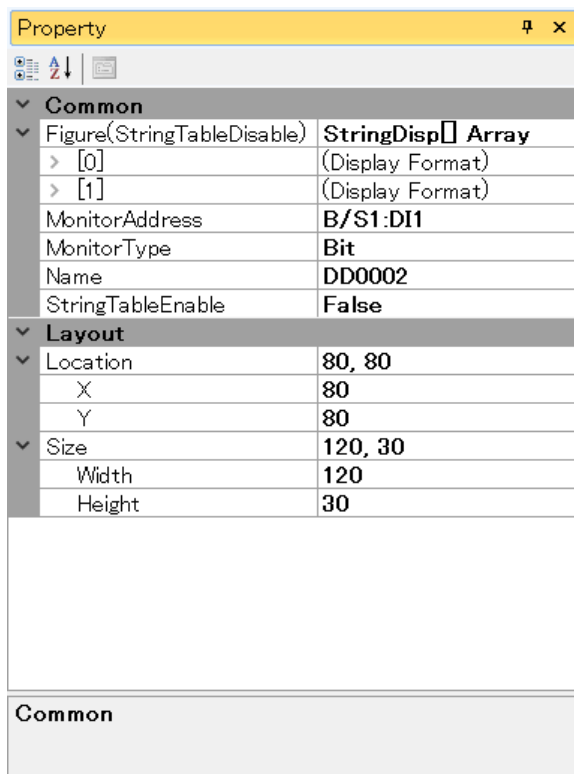 Property
Common
Figure(StringTableDisable) StringDisp[] Array
[0] (Display Format)
[1] (Display Format)
MonitorAddress B/S1:DI1
MonitorType Bit
Name DD0002
StringTableEnable False
Layout
Location 80, 80
X 80
Y 80
Size 120, 30
Width 120
Height 30
Common